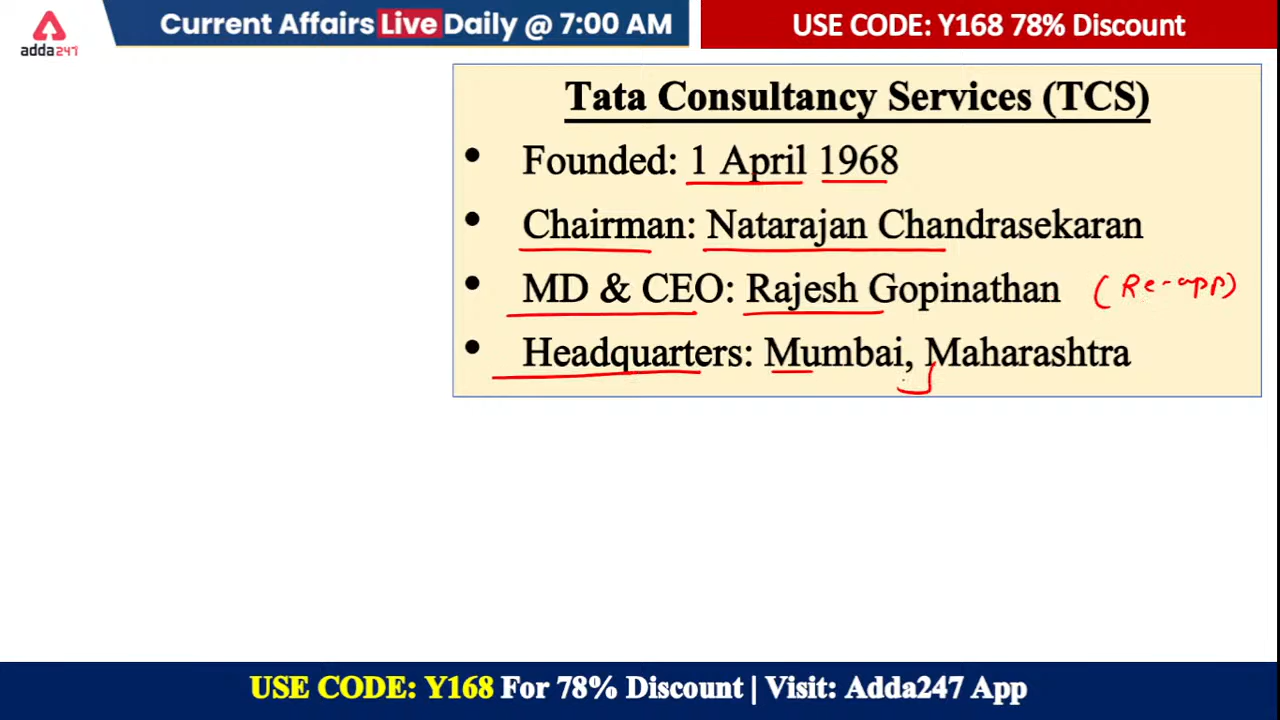 Current Affairs Live Daily @ 7:00 AM
USE CODE: Y168 78% Discount
adda247
Tata Consultancy Services (TCS)
• Founded: 1 April 1968
• Chairman: Natarajan Chandrasekaran
• MD & CEO: Rajesh Gopinathan (Re-app)
• Headquarters: Mumbai, Maharashtra
USE CODE: Y168 For 78% Discount | Visit: Adda247 App